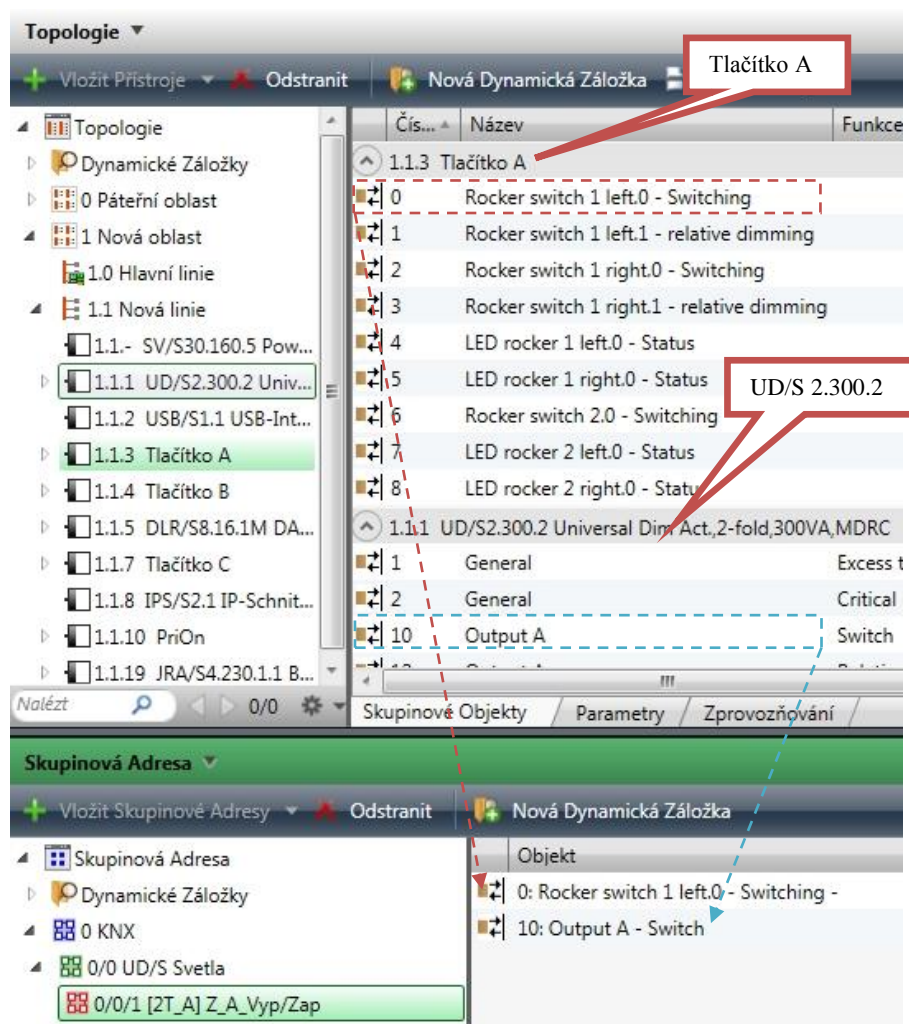 Topologie
Vložit Přístroje Odstranit Nová Dynamická Záložka
Tlačítko A
Topologie
Dynamické Záložky
0 Páteřní oblast
1 Nová oblast
1.0 Hlavní linie
1.1 Nová linie
1.1.- SV/S30.160.5 Pow...
1.1.1 UD/S2.300.2 Univ...
1.1.2 USB/S1.1 USB-Int...
1.1.3 Tlačítko A
1.1.4 Tlačítko B
1.1.5 DLR/S8.16.1M DA...
1.1.7 Tlačítko C
1.1.8 IPS/S2.1 IP-Schnit...
1.1.10 PriOn
1.1.19 JRA/S4.230.1.1 B...
Nalézt 0/0
Čís... Název Funkce
1.1.3 Tlačítko A
0 Rocker switch 1 left.0 - Switching
1 Rocker switch 1 left.1 - relative dimming
2 Rocker switch 1 right.0 - Switching
3 Rocker switch 1 right.1 - relative dimming
4 LED rocker 1 left.0 - Status
5 LED rocker 1 right.0 - Status
UD/S 2.300.2
6 Rocker switch 2.0 - Switching
7 LED rocker 2 left.0 - Status
8 LED rocker 2 right.0 - Statu
1.1.1 UD/S2.300.2 Universal Dim Act.,2-fold,300VA,MDRC
1 General Excess t
2 General Critical
10 Output A Switch
Skupinové Objekty Parametry Zprovozňování
Skupinová Adresa
Vložit Skupinové Adresy Odstranit Nová Dynamická Záložka
Skupinová Adresa
Dynamické Záložky
0 KNX
0/0 UD/S Svetla
0/0/1 [2T_A] Z_A_Vyp/Zap
Objekt
0: Rocker switch 1 left.0 - Switching -
10: Output A - Switch